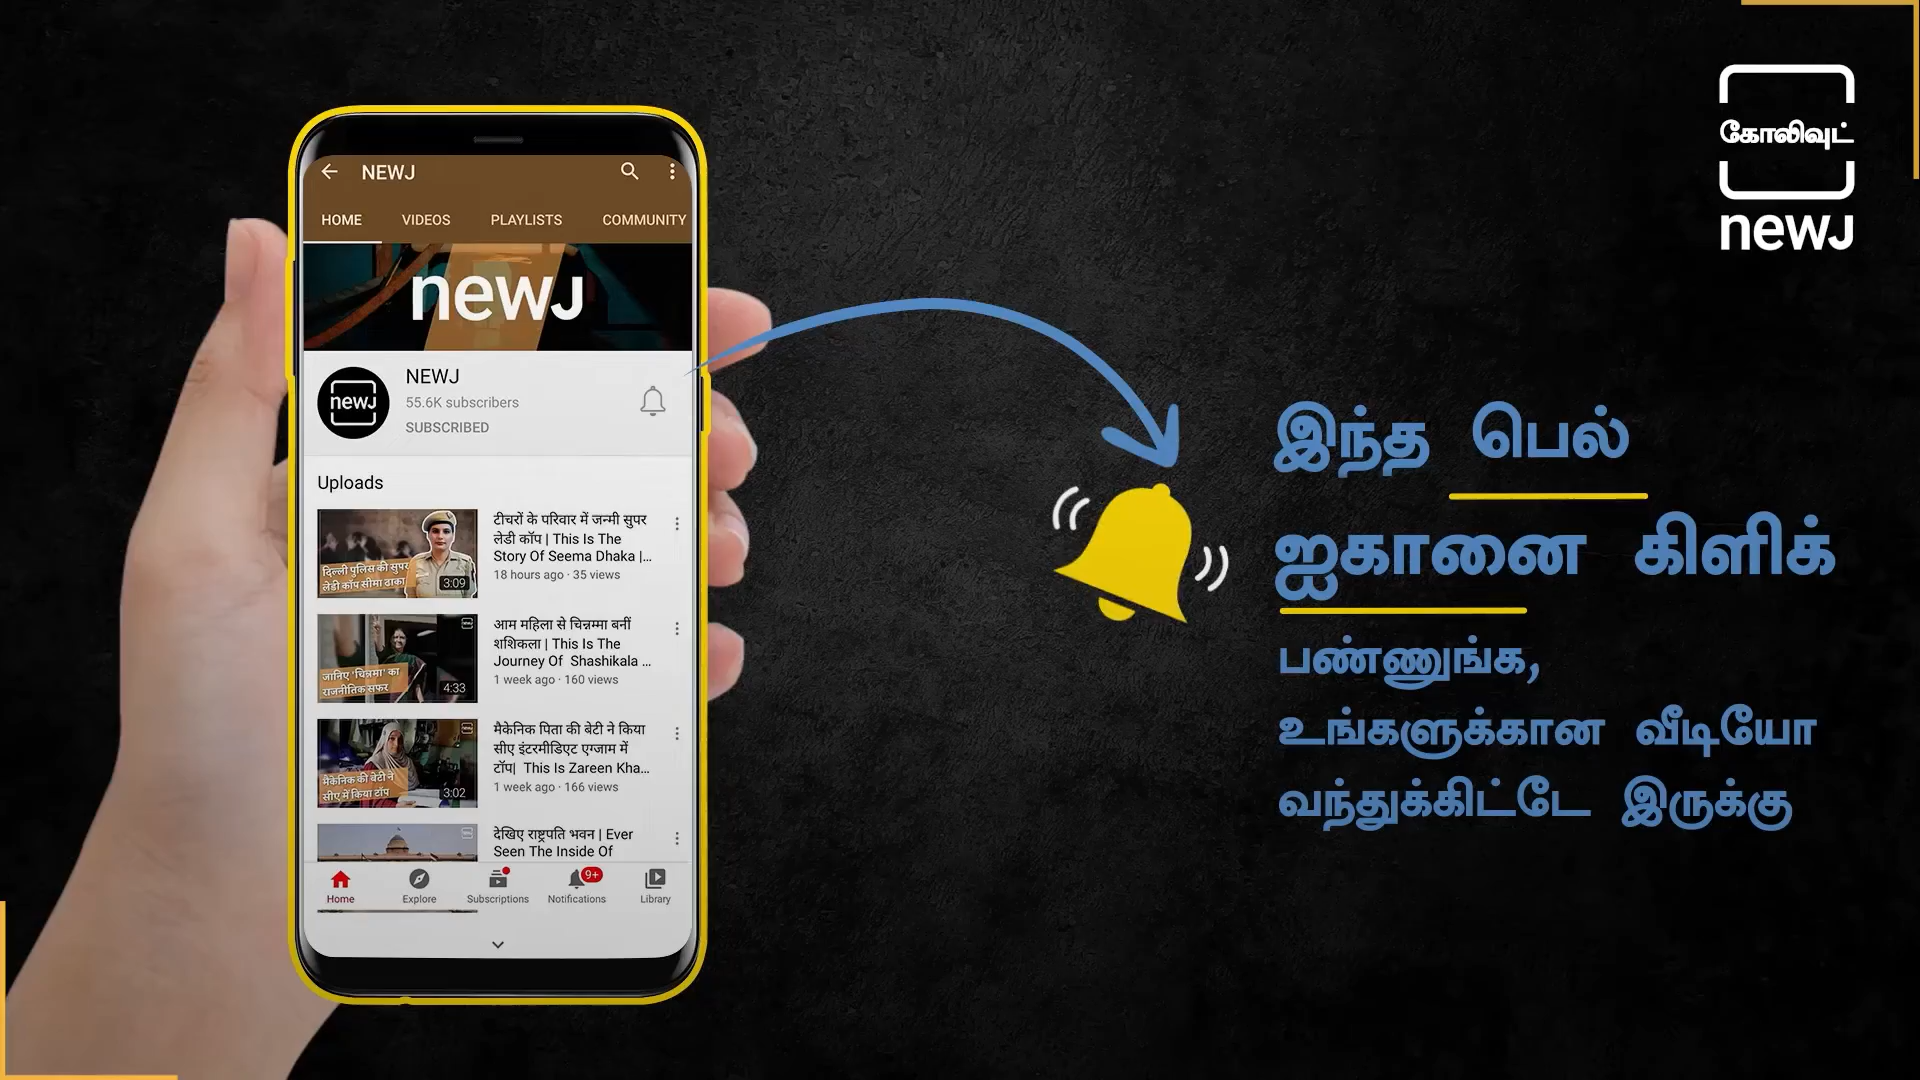 NEWJ
HOME VIDEOS PLAYLISTS COMMUNITY
newJ
newJ
NEWJ
55.6K subscribers
SUBSCRIBED
Uploads
दिल्ली पुलिस की सुपर
लेडी कॉप सीमा ढाका
3:09
टीचरों के परिवार में जन्मी सुपर
लेडी कॉप | This Is The
Story Of Seema Dhaka |...
18 hours ago · 35 views
जानिए 'चिन्नमा' का
राजनीतिक सफर
4:33
आम महिला से चिन्नम्मा बनीं
शशिकला | This Is The
Journey Of Shashikala ...
1 week ago · 160 views
मैकेनिक की बेटी ने
सीए में किया टॉप
3:02
मैकेनिक पिता की बेटी ने किया
सीए इंटरमीडिएट एग्जाम में
टॉप| This Is Zareen Kha...
1 week ago · 166 views
देखिए राष्ट्रपति भवन | Ever
Seen The Inside Of
9+
Home Explore Subscriptions Notifications Library
கோலிவுட்
newJ
இந்த பெல்
ஐகானை கிளிக்
பண்ணுங்க,
உங்களுக்கான வீடியோ
வந்துக்கிட்டே இருக்கு